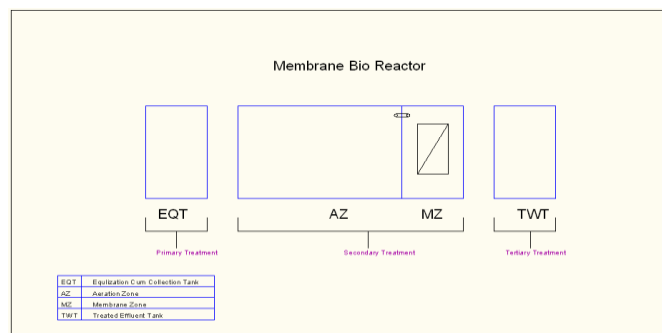 Membrane Bio Reactor
EQT AZ MZ TWT
Primary Treatment Secondary Treatment Tertiary Treatment
EQT Equlization Cum Collection Tank
AZ Aeration Zone
MZ Membrane Zone
TWT Treated Effluent Tank